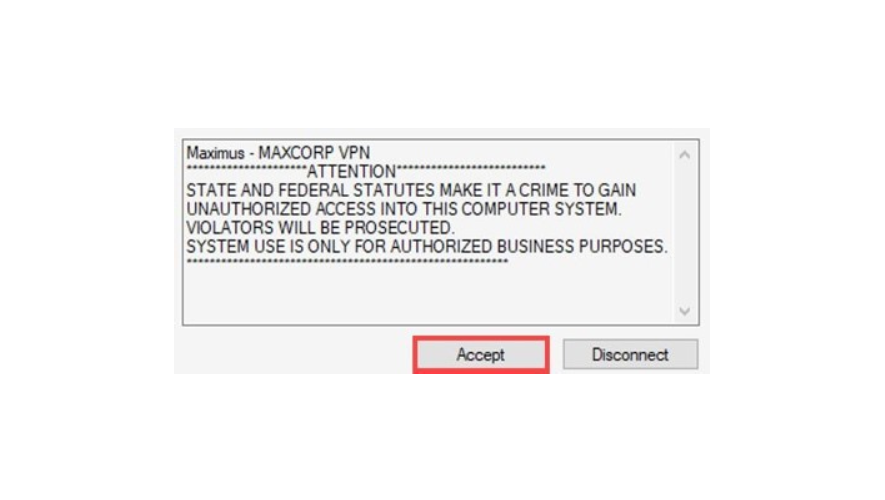 Maximus - MAXCORP VPN
*********************ATTENTION**************************
STATE AND FEDERAL STATUTES MAKE IT A CRIME TO GAIN
UNAUTHORIZED ACCESS INTO THIS COMPUTER SYSTEM.
VIOLATORS WILL BE PROSECUTED.
SYSTEM USE IS ONLY FOR AUTHORIZED BUSINESS PURPOSES.
********************************************************
Accept
Disconnect